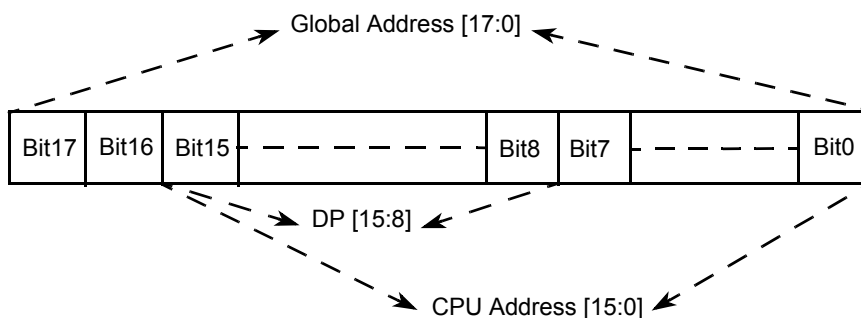 Global Address [17:0]
Bit17 Bit16 Bit15 Bit8 Bit7 Bit0
DP [15:8]
CPU Address [15:0]